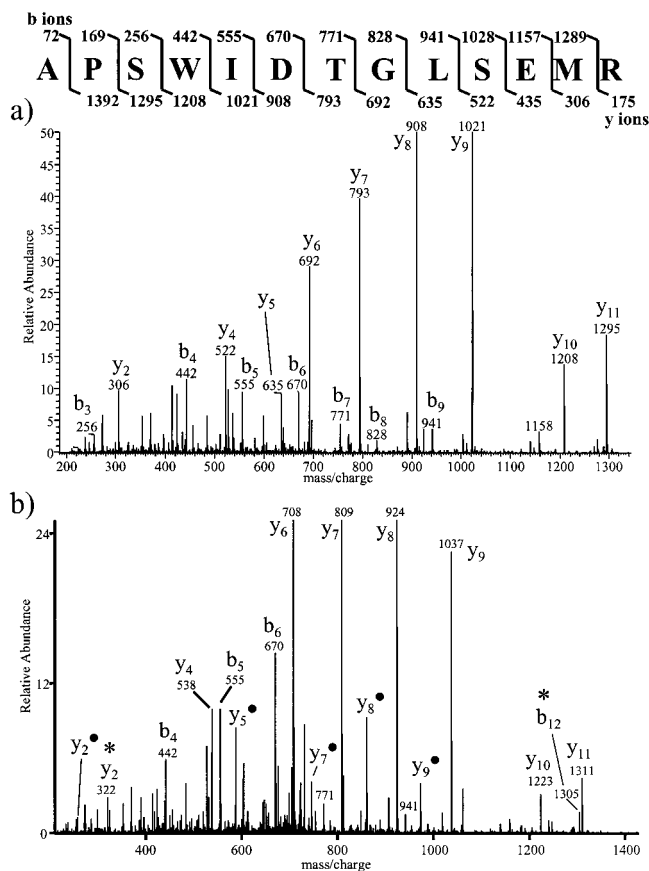 b ions
72 169 256 442 555 670 771 828 941 1028 1157 1289
A P S W I D T G L S E M R
1392 1295 1208 1021 908 793 692 635 522 435 306 175
y ions
a)
50
45
40
35
30
25
20
15
10
5
0
Relative Abundance
b3
256
y2
306
b4
442
y4
522
b5
555
y5
635
b6
670
y6
692
b7
771
y7
793
b8
828
y8
908
b9
941
y9
1021
1158
y10
1208
y11
1295
200 300 400 500 600 700 800 900 1000 1100 1200 1300
mass/charge
b)
24
12
0
Relative Abundance
y2 •
*
y2
322
b4
442
y4
538
b5
555
y5 •
b6
670
y6
708
y7 •
771
y7
809
y8 •
y8
924
941
y9 •
1037
y9
y10
1223
*
b12
1305
y11
1311
400 600 800 1000 1200 1400
mass/charge